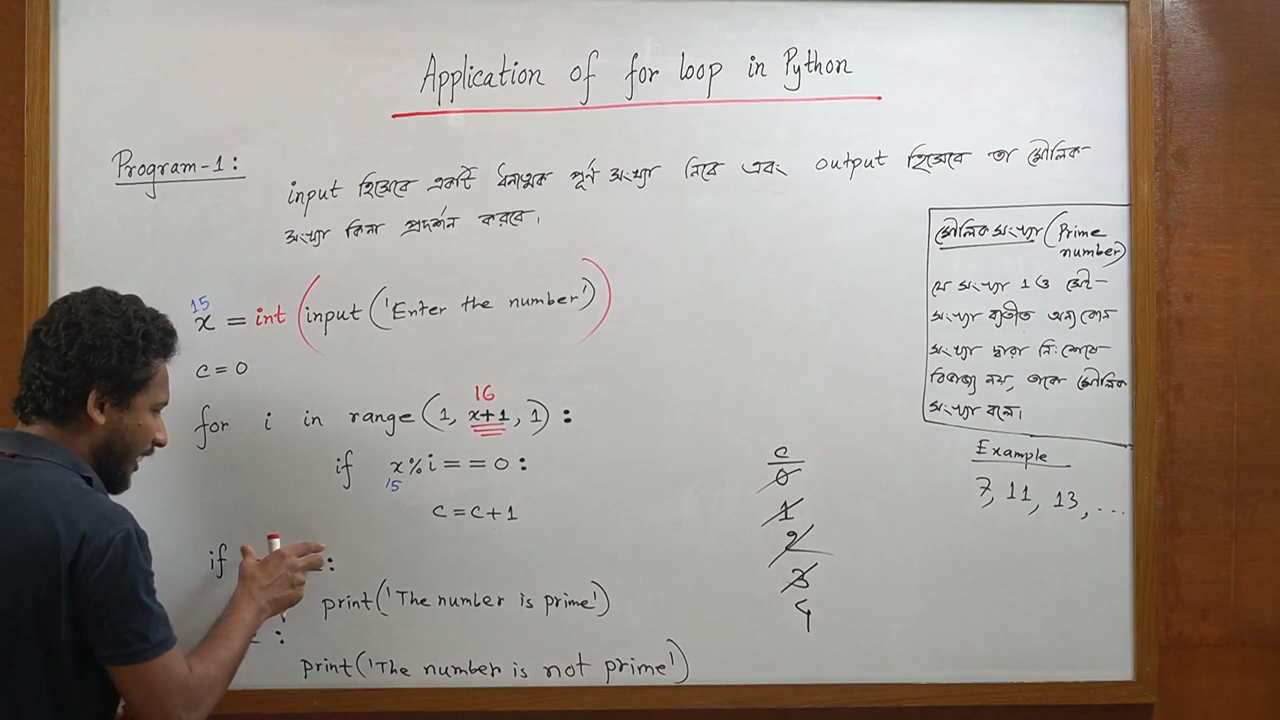 Application of for loop in Python
Program-1:
input হিসেবে একটি ধনাত্মক পূর্ন সংখ্যা নিবে এবং output হিসেবে তা মৌলিক
সংখ্যা কিনা প্রদর্শন করবে।
মৌলিক সংখ্যা (Prime
number)
যে সংখ্যা 1 ও মৌ-
সংখ্যা ব্যতীত অন্য কোন
সংখ্যা দ্বারা নি:শেষে
বিভাজ্য নয়, তাকে মৌলিক
সংখ্যা বলে।
Example
7, 11, 13, ...
15
x = int(input('Enter the number'))
c=0
16
for i in range(1, x+1, 1):
if x%i==0:
15
c=c+1
if :
print('The number is prime')
:
print('The number is not prime')
c
0
1
2
3
4